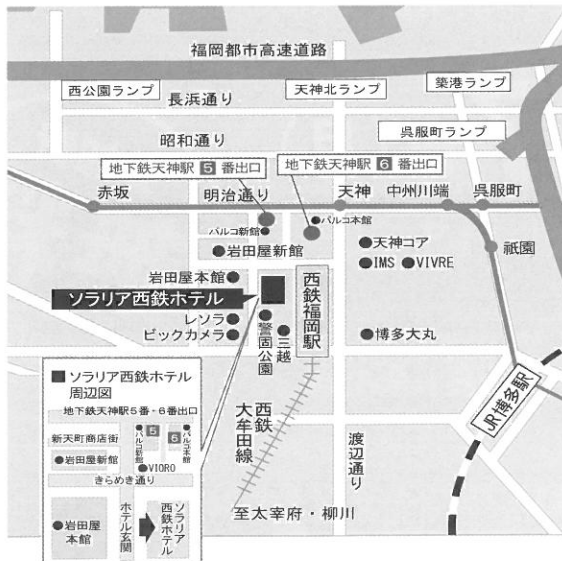 福岡都市高速道路
西公園ランプ
天神北ランプ
築港ランプ
長浜通り
呉服町ランプ
昭和通り
地下鉄天神駅 5 番出口
地下鉄天神駅 6 番出口
赤坂
明治通り
天神
中州川端
呉服町
パルコ新館
パルコ本館
岩田屋新館
天神コア
祇園
IMS
VIVRE
岩田屋本館
西鉄福岡駅
ソラリア西鉄ホテル
レソラ
ビックカメラ
警固公園
三越
博多大丸
JR博多駅
西鉄
大牟田線
渡辺通り
至太宰府・柳川
ソラリア西鉄ホテル
周辺図
地下鉄天神駅5番・6番出口
新天町商店街
パルコ新館
5
6
パルコ本館
岩田屋新館
VIORO
きらめき通り
岩田屋
本館
ホテル玄関
ソラリア
西鉄ホテル